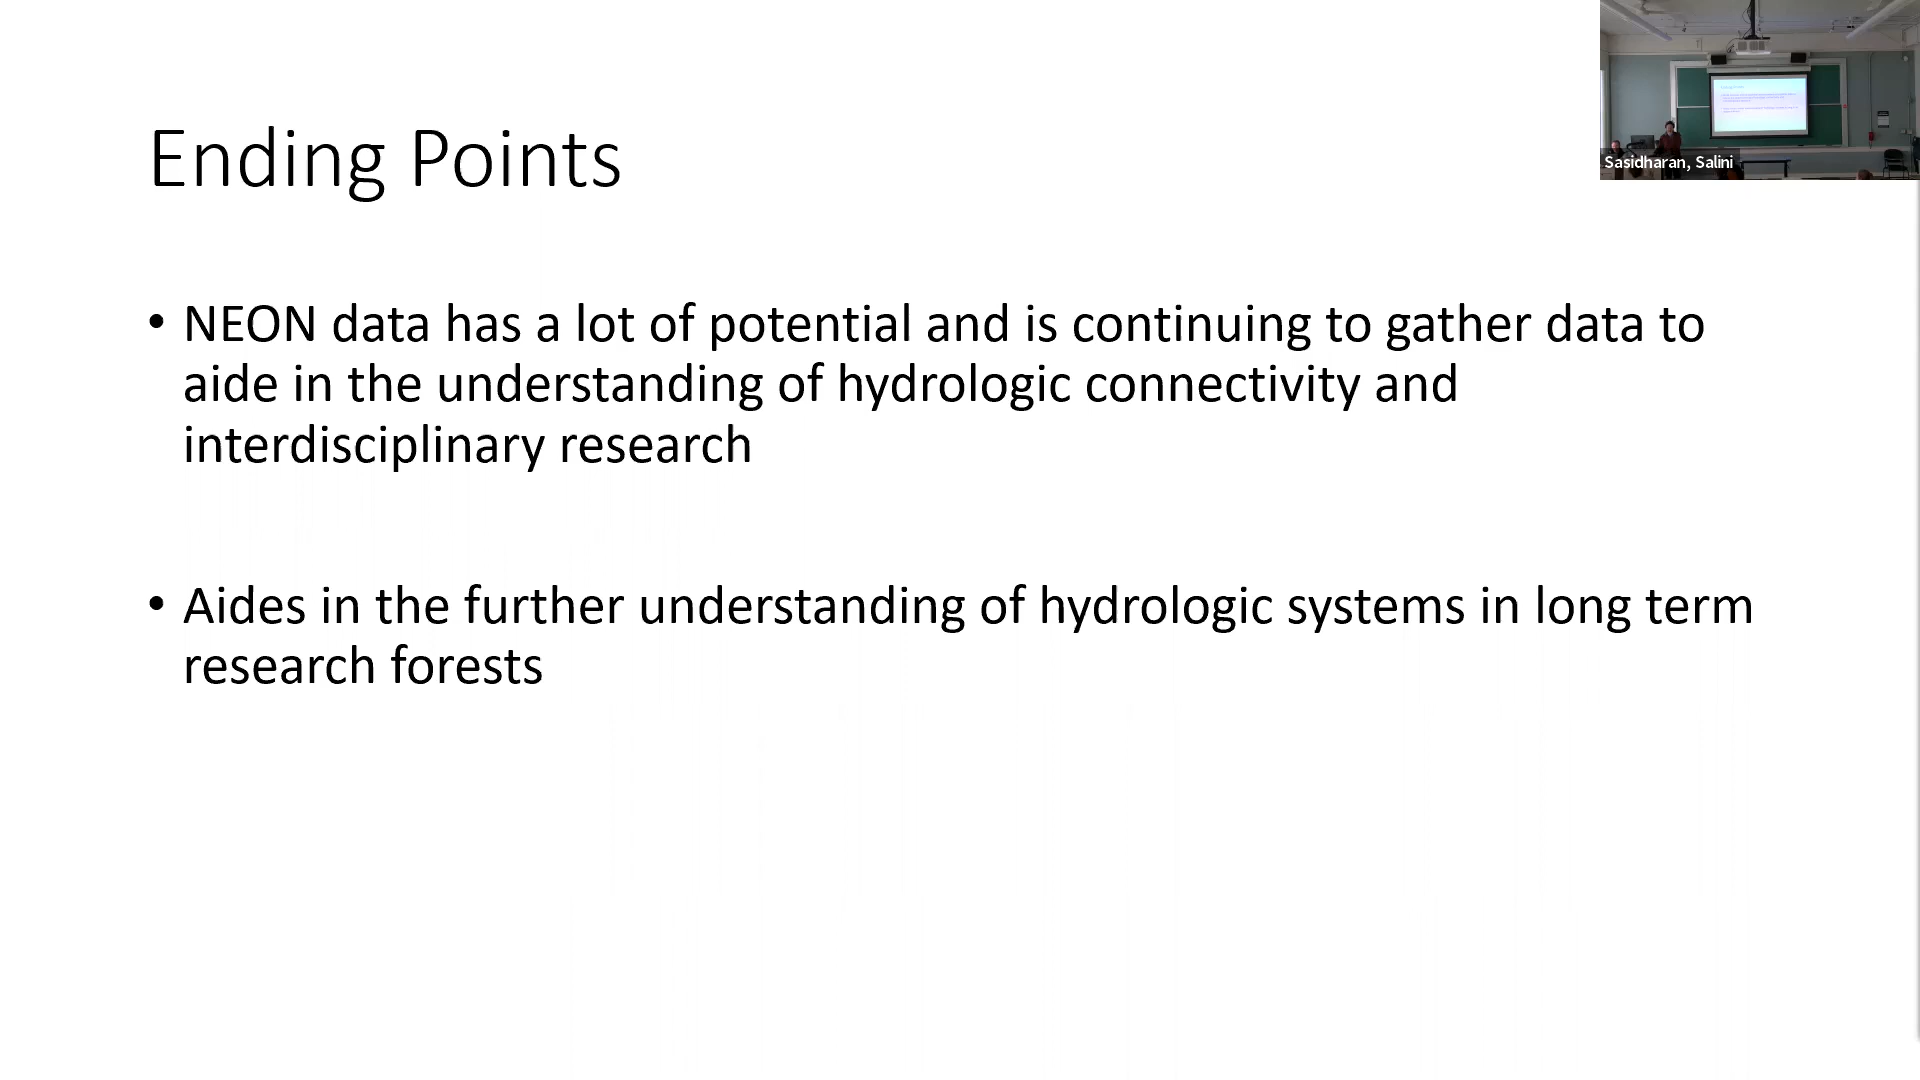 Ending Points
• NEON data has a lot of potential and is continuing to gather data to
aide in the understanding of hydrologic connectivity and
interdisciplinary research
• Aides in the further understanding of hydrologic systems in long term
research forests
Sasidharan, Salini